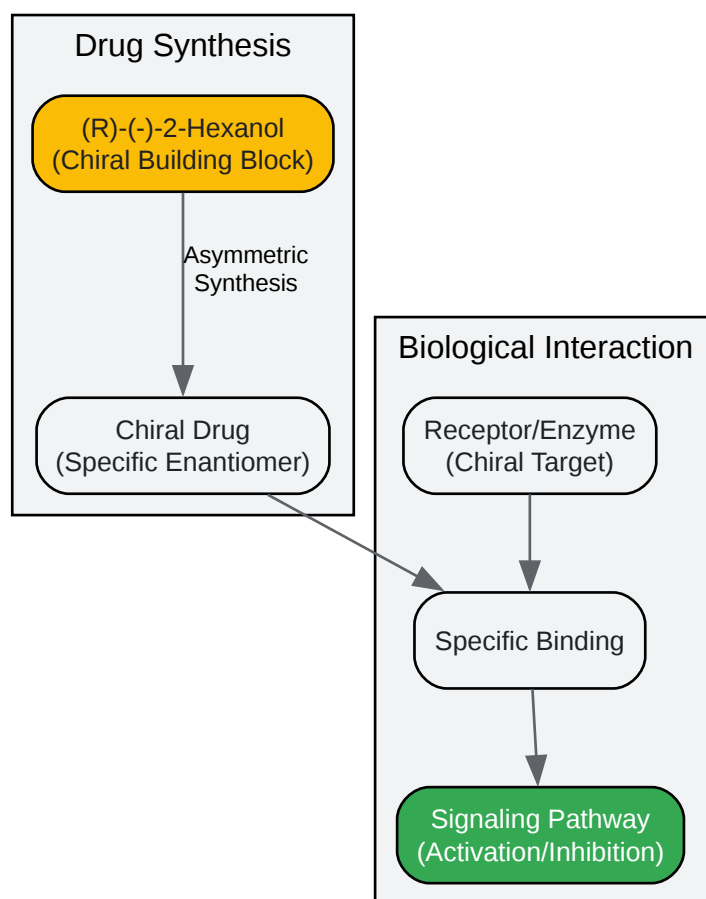 Drug Synthesis
(R)-(-)-2-Hexanol
(Chiral Building Block)
Asymmetric
Synthesis
Chiral Drug
(Specific Enantiomer)
Biological Interaction
Receptor/Enzyme
(Chiral Target)
Specific Binding
Signaling Pathway
(Activation/Inhibition)